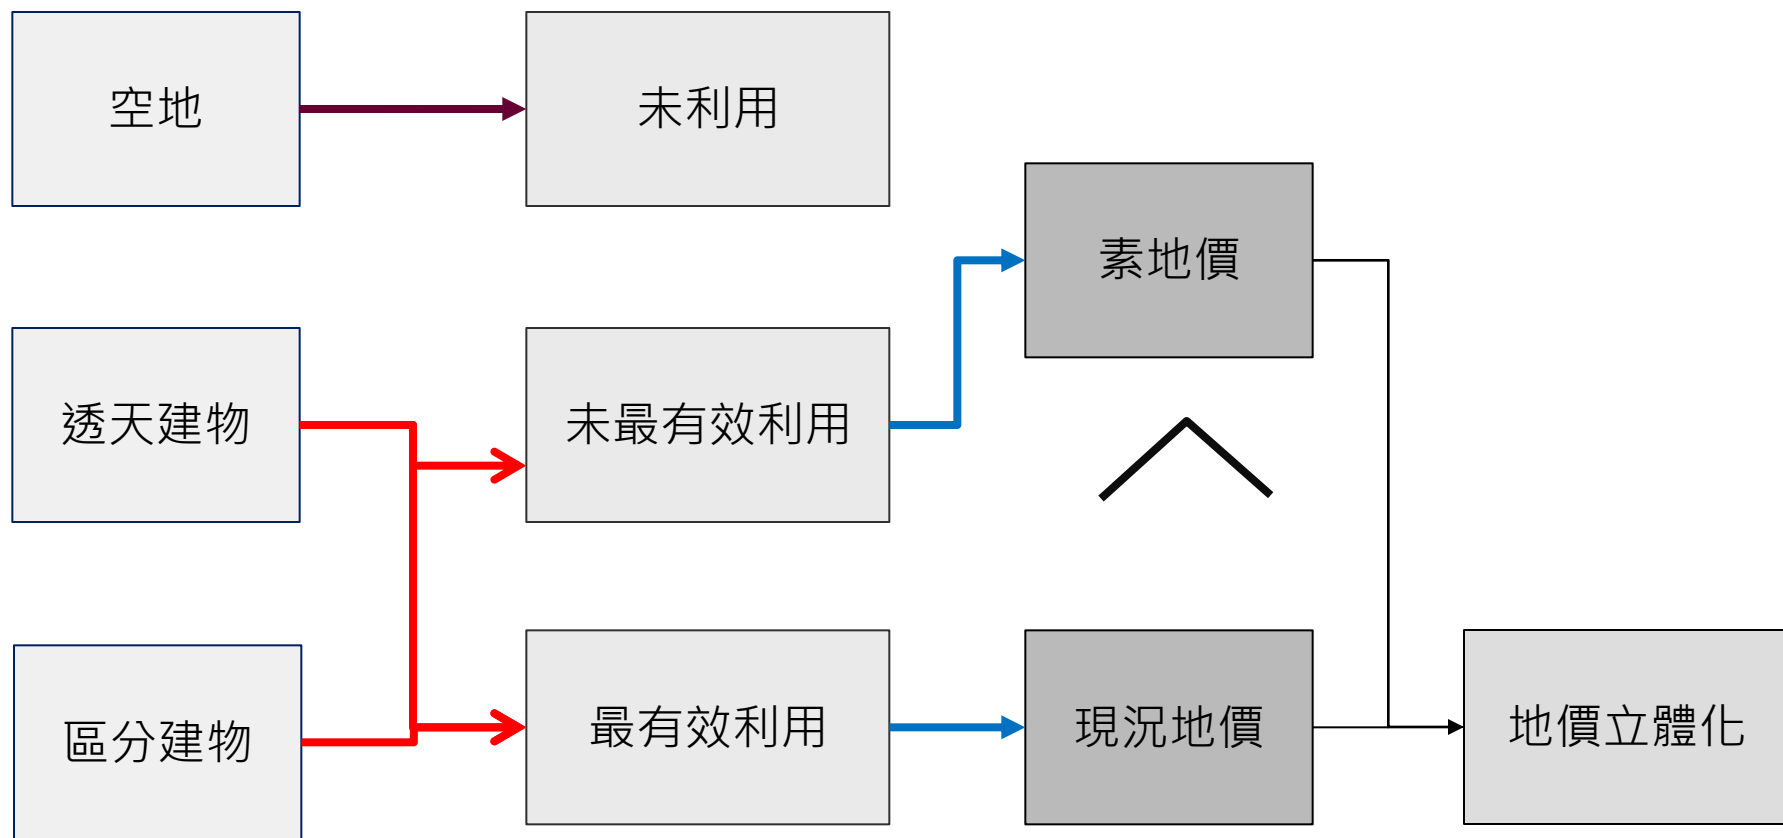 空地
未利用
素地價
透天建物
未最有效利用
區分建物
最有效利用
現況地價
地價立體化